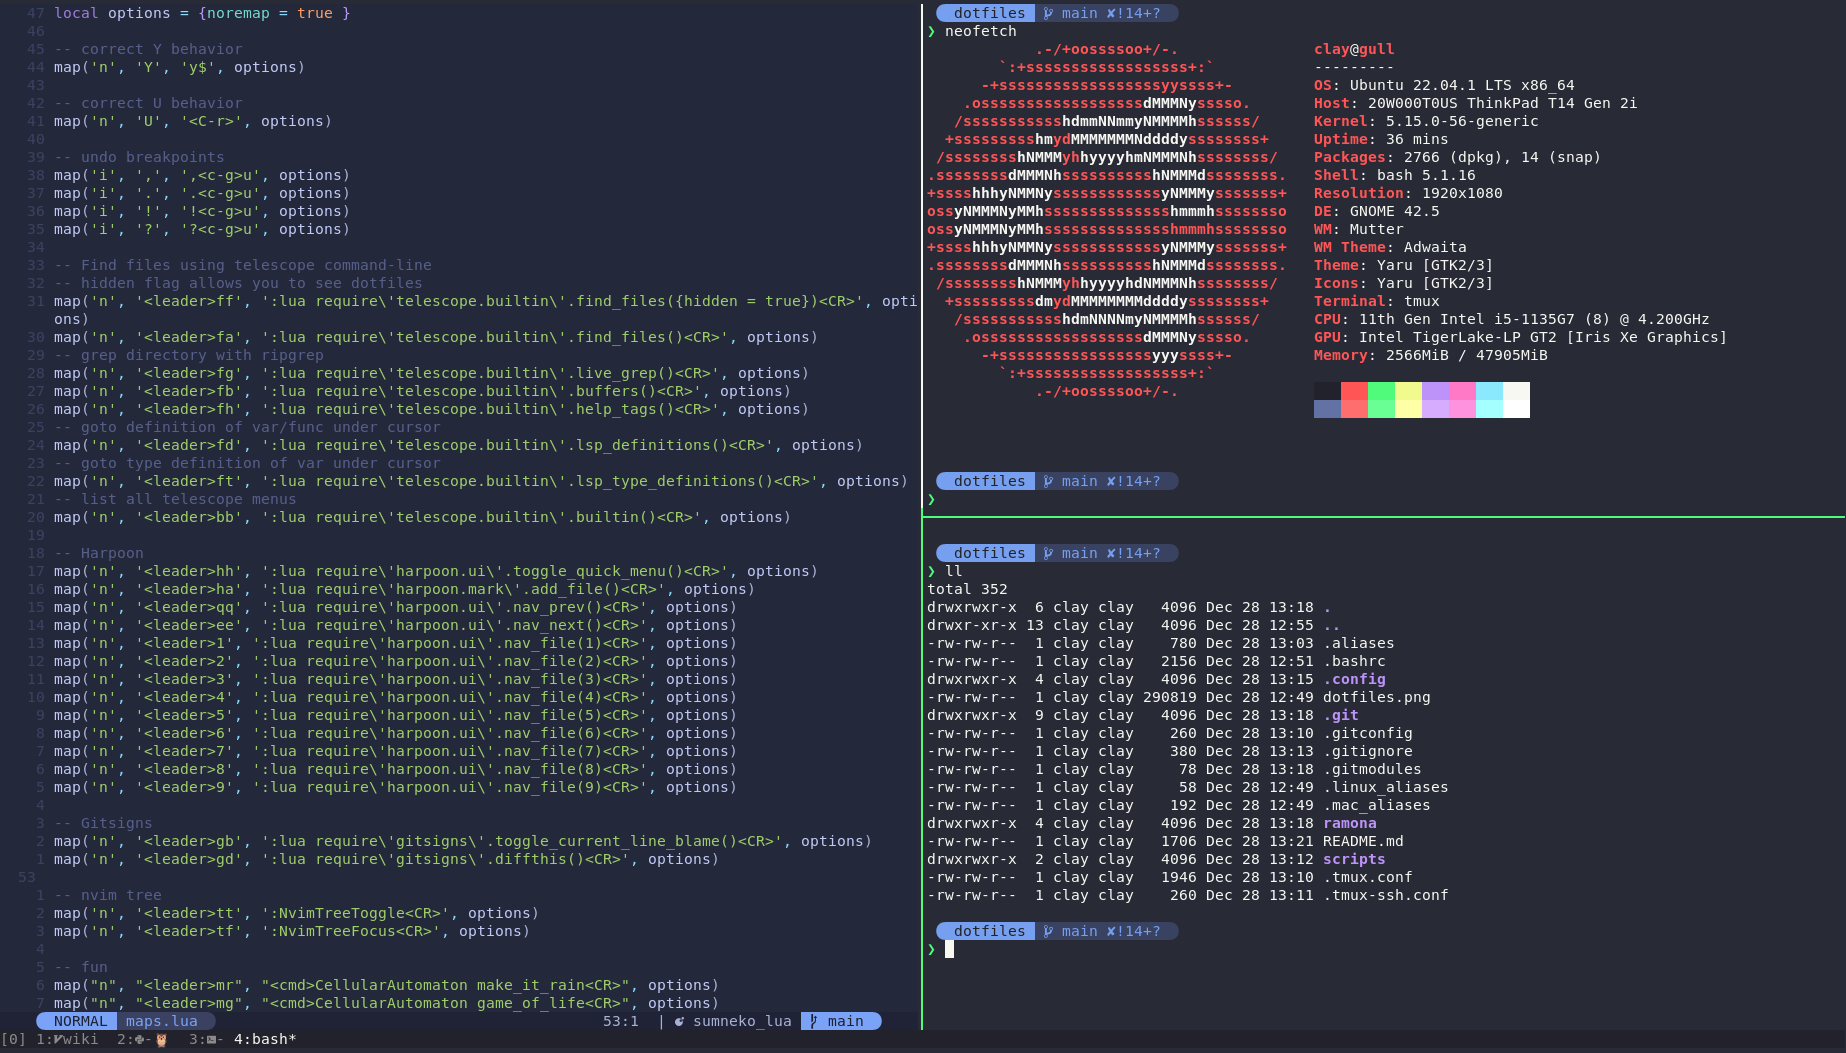 47 local options = {noremap = true }
46
45 -- correct Y behavior
44 map('n', 'Y', 'y$', options)
43
42 -- correct U behavior
41 map('n', 'U', '<C-r>', options)
40
39 -- undo breakpoints
38 map('i', ',', ',<c-g>u', options)
37 map('i', '.', '.<c-g>u', options)
36 map('i', '!', '!<c-g>u', options)
35 map('i', '?', '?<c-g>u', options)
34
33 -- Find files using telescope command-line
32 -- hidden flag allows you to see dotfiles
31 map('n', '<leader>ff', ':lua require\'telescope.builtin\'.find_files({hidden = true})<CR>', opti
ons)
30 map('n', '<leader>fa', ':lua require\'telescope.builtin\'.find_files()<CR>', options)
29 -- grep directory with ripgrep
28 map('n', '<leader>fg', ':lua require\'telescope.builtin\'.live_grep()<CR>', options)
27 map('n', '<leader>fb', ':lua require\'telescope.builtin\'.buffers()<CR>', options)
26 map('n', '<leader>fh', ':lua require\'telescope.builtin\'.help_tags()<CR>', options)
25 -- goto definition of var/func under cursor
24 map('n', '<leader>fd', ':lua require\'telescope.builtin\'.lsp_definitions()<CR>', options)
23 -- goto type definition of var under cursor
22 map('n', '<leader>ft', ':lua require\'telescope.builtin\'.lsp_type_definitions()<CR>', options)
21 -- list all telescope menus
20 map('n', '<leader>bb', ':lua require\'telescope.builtin\'.builtin()<CR>', options)
19
18 -- Harpoon
17 map('n', '<leader>hh', ':lua require\'harpoon.ui\'.toggle_quick_menu()<CR>', options)
16 map('n', '<leader>ha', ':lua require\'harpoon.mark\'.add_file()<CR>', options)
15 map('n', '<leader>qq', ':lua require\'harpoon.ui\'.nav_prev()<CR>', options)
14 map('n', '<leader>ee', ':lua require\'harpoon.ui\'.nav_next()<CR>', options)
13 map('n', '<leader>1', ':lua require\'harpoon.ui\'.nav_file(1)<CR>', options)
12 map('n', '<leader>2', ':lua require\'harpoon.ui\'.nav_file(2)<CR>', options)
11 map('n', '<leader>3', ':lua require\'harpoon.ui\'.nav_file(3)<CR>', options)
10 map('n', '<leader>4', ':lua require\'harpoon.ui\'.nav_file(4)<CR>', options)
9 map('n', '<leader>5', ':lua require\'harpoon.ui\'.nav_file(5)<CR>', options)
8 map('n', '<leader>6', ':lua require\'harpoon.ui\'.nav_file(6)<CR>', options)
7 map('n', '<leader>7', ':lua require\'harpoon.ui\'.nav_file(7)<CR>', options)
6 map('n', '<leader>8', ':lua require\'harpoon.ui\'.nav_file(8)<CR>', options)
5 map('n', '<leader>9', ':lua require\'harpoon.ui\'.nav_file(9)<CR>', options)
4
3 -- Gitsigns
2 map('n', '<leader>gb', ':lua require\'gitsigns\'.toggle_current_line_blame()<CR>', options)
1 map('n', '<leader>gd', ':lua require\'gitsigns\'.diffthis()<CR>', options)
53
1 -- nvim tree
2 map('n', '<leader>tt', ':NvimTreeToggle<CR>', options)
3 map('n', '<leader>tf', ':NvimTreeFocus<CR>', options)
4
5 -- fun
6 map("n", "<leader>mr", "<cmd>CellularAutomaton make_it_rain<CR>", options)
7 map("n", "<leader>mg", "<cmd>CellularAutomaton game_of_life<CR>", options)
NORMAL maps.lua 53:1 | sumneko_lua main
dotfiles main ✘!14+?
❯ neofetch
.-/+oossssoo+/-. clay@gull
`:+ssssssssssssssssss+:` ---------
-+ssssssssssssssssssyyssss+- OS: Ubuntu 22.04.1 LTS x86_64
.ossssssssssssssssssdMMMNysssso. Host: 20W000T0US ThinkPad T14 Gen 2i
/ssssssssssshdmmNNmmyNMMMMhssssss/ Kernel: 5.15.0-56-generic
+ssssssssshmydMMMMMMMNddddyssssssss+ Uptime: 36 mins
/sssssssshNMMMyhhyyyyhmNMMMNhssssssss/ Packages: 2766 (dpkg), 14 (snap)
.ssssssssdMMMNhsssssssssshNMMMdssssssss. Shell: bash 5.1.16
+sssshhhyNMMNyssssssssssssyNMMMysssssss+ Resolution: 1920x1080
ossyNMMMNyMMhsssssssssssssshmmmhssssssso DE: GNOME 42.5
ossyNMMMNyMMhsssssssssssssshmmmhssssssso WM: Mutter
+sssshhhyNMMNyssssssssssssyNMMMysssssss+ WM Theme: Adwaita
.ssssssssdMMMNhsssssssssshNMMMdssssssss. Theme: Yaru [GTK2/3]
/sssssssshNMMMyhhyyyyhdNMMMNhssssssss/ Icons: Yaru [GTK2/3]
+sssssssssdmydMMMMMMMMddddyssssssss+ Terminal: tmux
/ssssssssssshdmNNNNmyNMMMMhssssss/ CPU: 11th Gen Intel i5-1135G7 (8) @ 4.200GHz
.ossssssssssssssssssdMMMNysssso. GPU: Intel TigerLake-LP GT2 [Iris Xe Graphics]
-+sssssssssssssssssyyyssss+- Memory: 2566MiB / 47905MiB
`:+ssssssssssssssssss+:`
.-/+oossssoo+/-.
dotfiles main ✘!14+?
❯
dotfiles main ✘!14+?
❯ ll
total 352
drwxrwxr-x 6 clay clay 4096 Dec 28 13:18 .
drwxr-xr-x 13 clay clay 4096 Dec 28 12:55 ..
-rw-rw-r-- 1 clay clay 780 Dec 28 13:03 .aliases
-rw-rw-r-- 1 clay clay 2156 Dec 28 12:51 .bashrc
drwxrwxr-x 4 clay clay 4096 Dec 28 13:15 .config
-rw-rw-r-- 1 clay clay 290819 Dec 28 12:49 dotfiles.png
drwxrwxr-x 9 clay clay 4096 Dec 28 13:18 .git
-rw-rw-r-- 1 clay clay 260 Dec 28 13:10 .gitconfig
-rw-rw-r-- 1 clay clay 380 Dec 28 13:13 .gitignore
-rw-rw-r-- 1 clay clay 78 Dec 28 13:18 .gitmodules
-rw-rw-r-- 1 clay clay 58 Dec 28 12:49 .linux_aliases
-rw-rw-r-- 1 clay clay 192 Dec 28 12:49 .mac_aliases
drwxrwxr-x 4 clay clay 4096 Dec 28 13:18 ramona
-rw-rw-r-- 1 clay clay 1706 Dec 28 13:21 README.md
drwxrwxr-x 2 clay clay 4096 Dec 28 13:12 scripts
-rw-rw-r-- 1 clay clay 1946 Dec 28 13:10 .tmux.conf
-rw-rw-r-- 1 clay clay 260 Dec 28 13:11 .tmux-ssh.conf
dotfiles main ✘!14+?
❯
[0] 1:wiki 2:-🦉 3:- 4:bash*